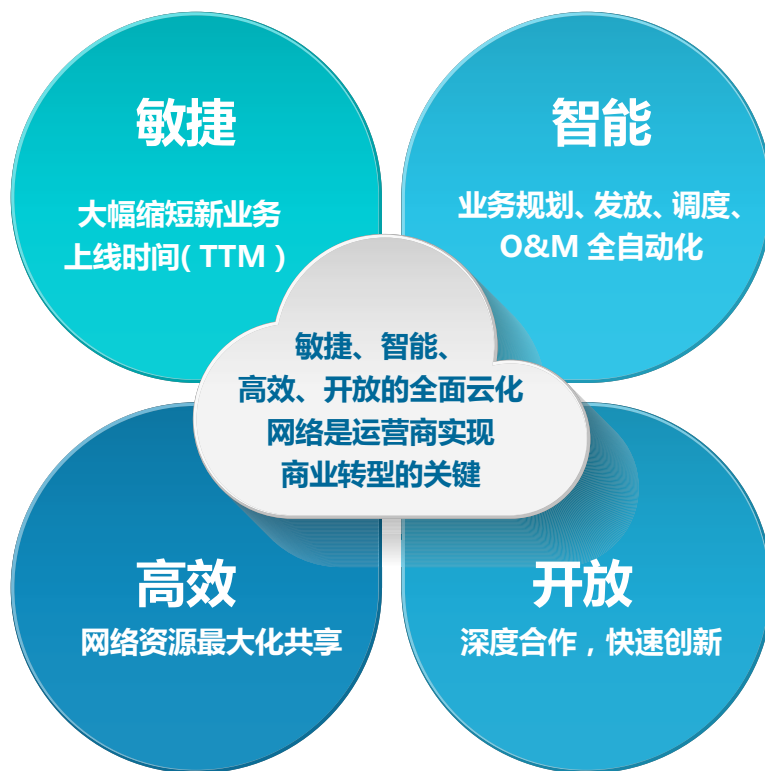 敏捷
大幅缩短新业务
上线时间( TTM )
智能
业务规划、发放、调度、
O&M 全自动化
敏捷、智能、
高效、开放的全面云化
网络是运营商实现
商业转型的关键
高效
网络资源最大化共享
开放
深度合作，快速创新